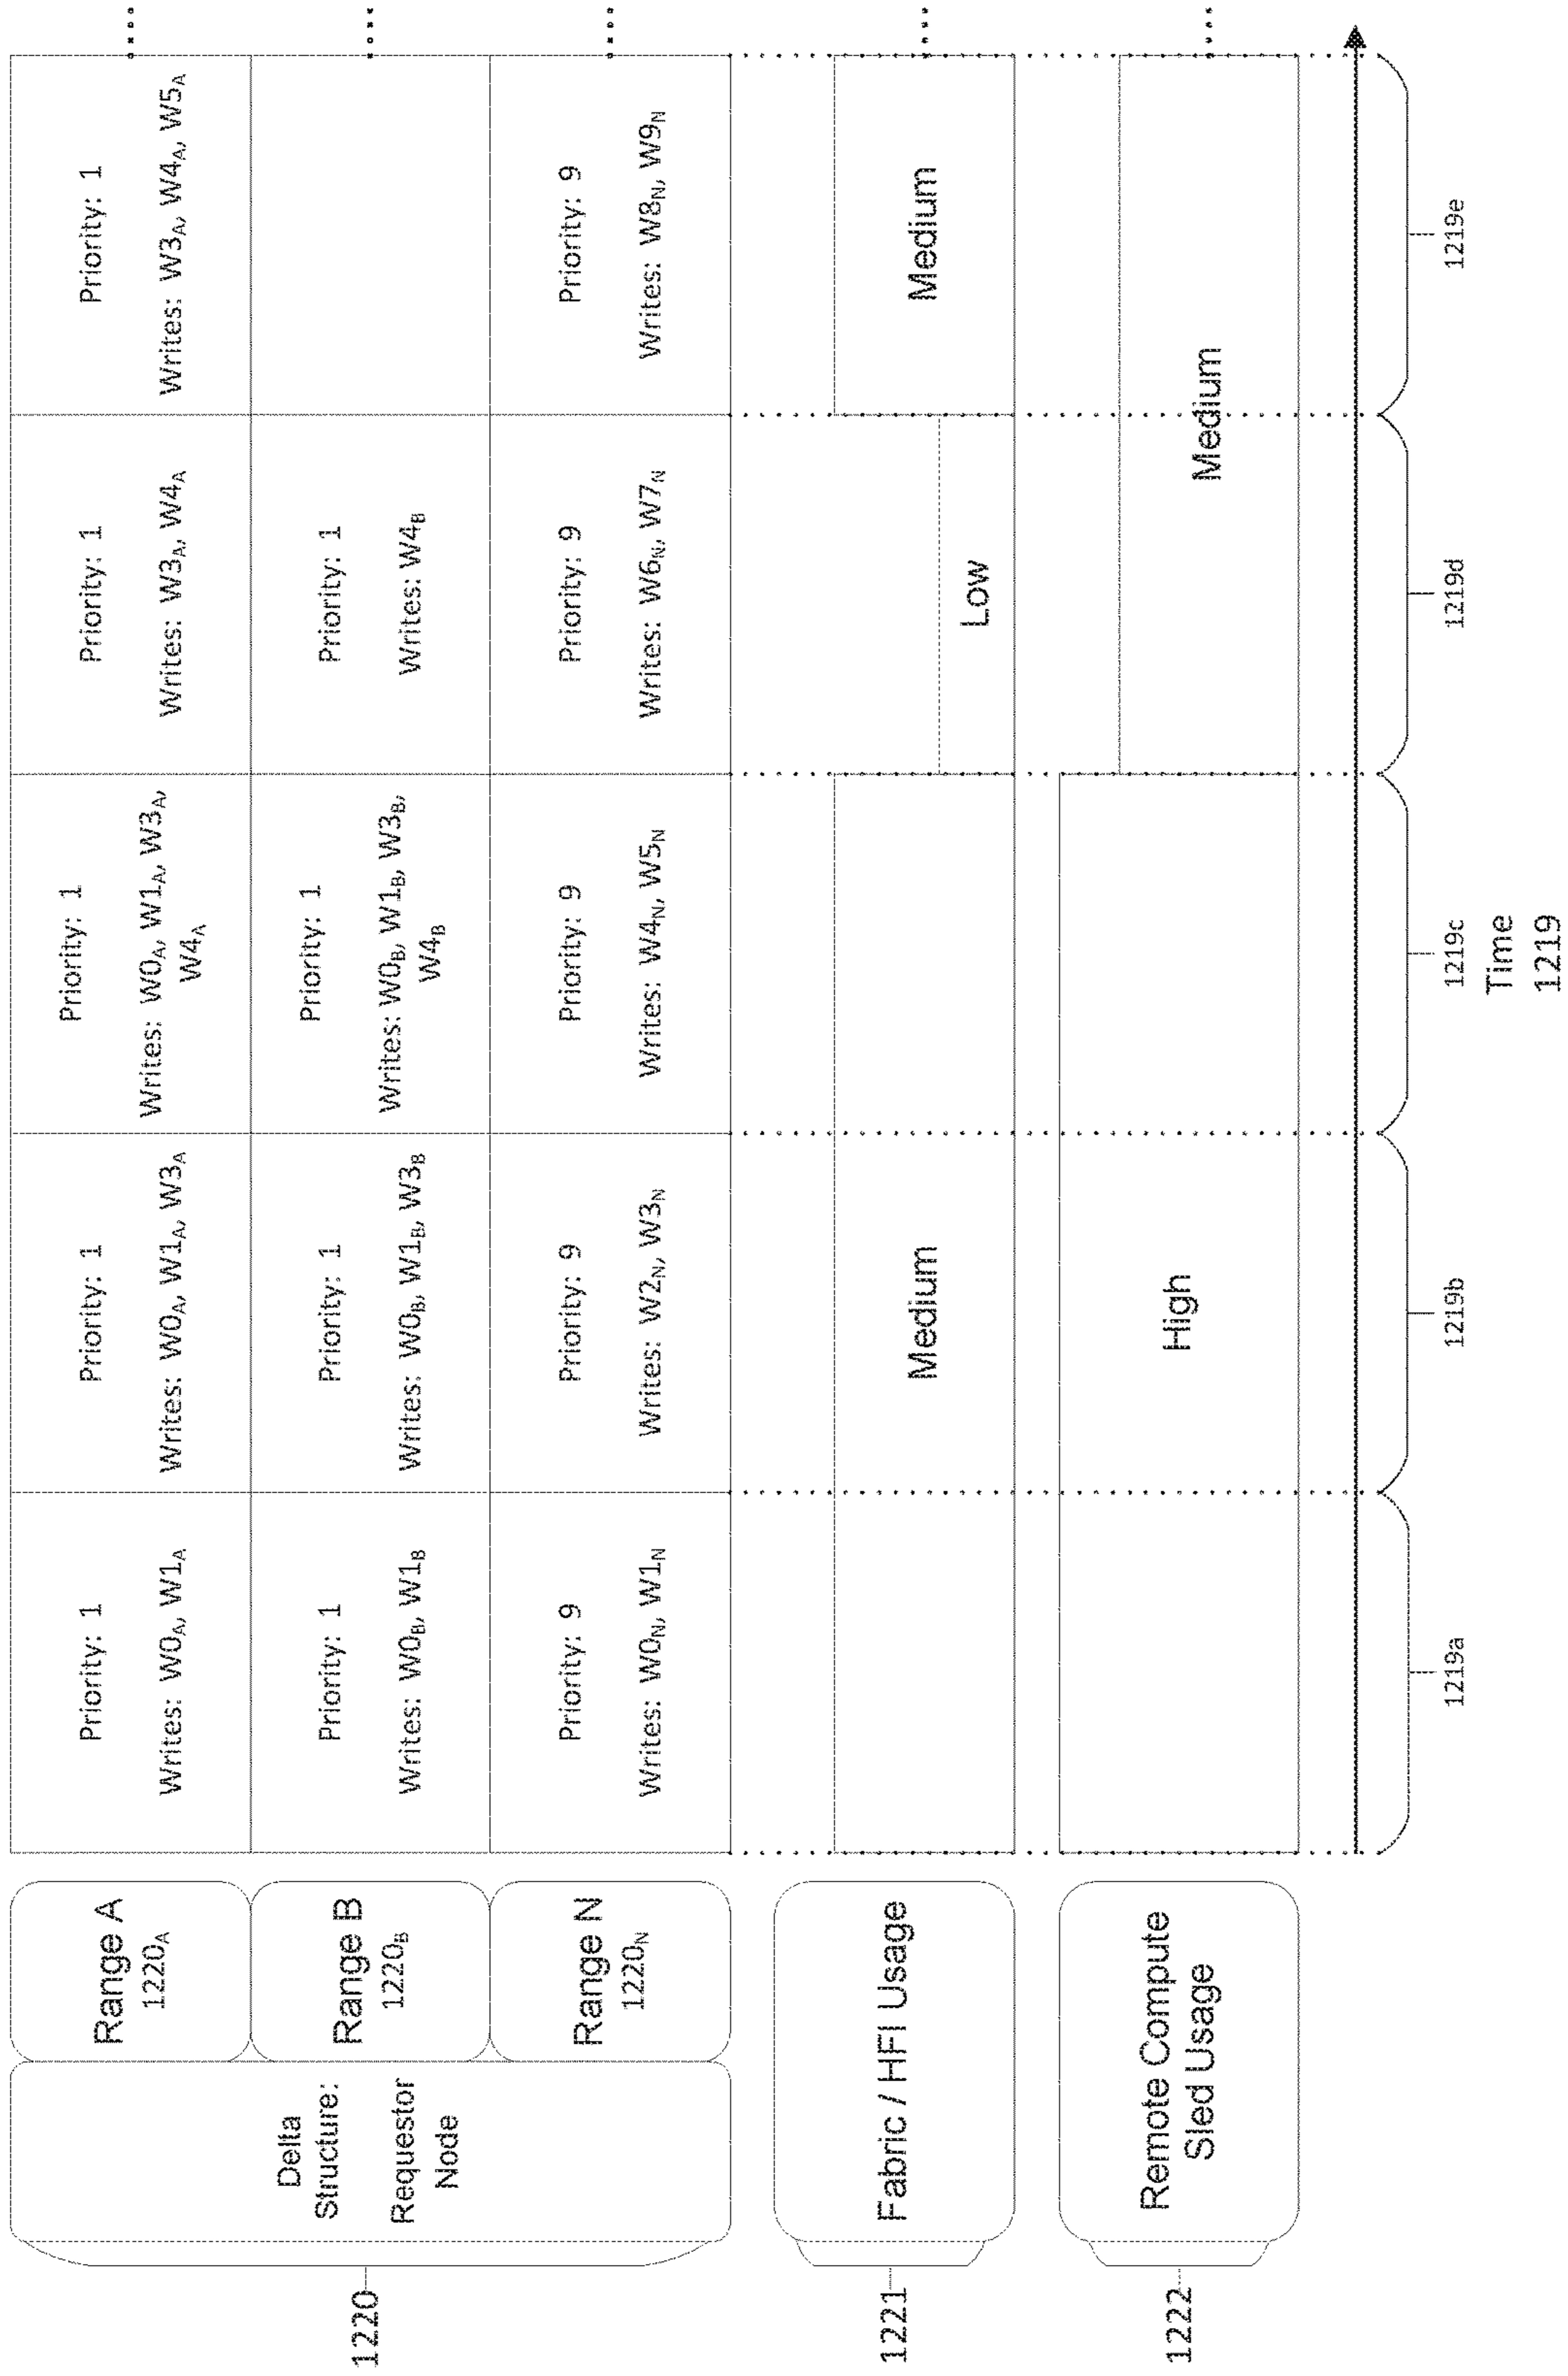 1220
Delta
Structure:
Requestor
Node
Range A
1220A
Priority: 1
Writes: W0A, W1A
Priority: 1
Writes: W0A, W1A, W3A
Priority: 1
Writes: W0A, W1A, W3A,
W4A
Priority: 1
Writes: W3A, W4A
Priority: 1
Writes: W3A, W4A, W5A
Range B
1220B
Priority: 1
Writes: W0B, W1B
Priority: 1
Writes: W0B, W1B, W3B
Priority: 1
Writes: W0B, W1B, W3B,
W4B
Priority: 1
Writes: W4B
Range N
1220N
Priority: 9
Writes: W0N, W1N
Priority: 9
Writes: W2N, W3N
Priority: 9
Writes: W4N, W5N
Priority: 9
Writes: W6N, W7N
Priority: 9
Writes: W8N, W9N
1221
Fabric / HFI Usage
Medium
Low
Medium
1222
Remote Compute
Sled Usage
High
Medium
1219a
1219b
1219c
1219d
1219e
Time
1219